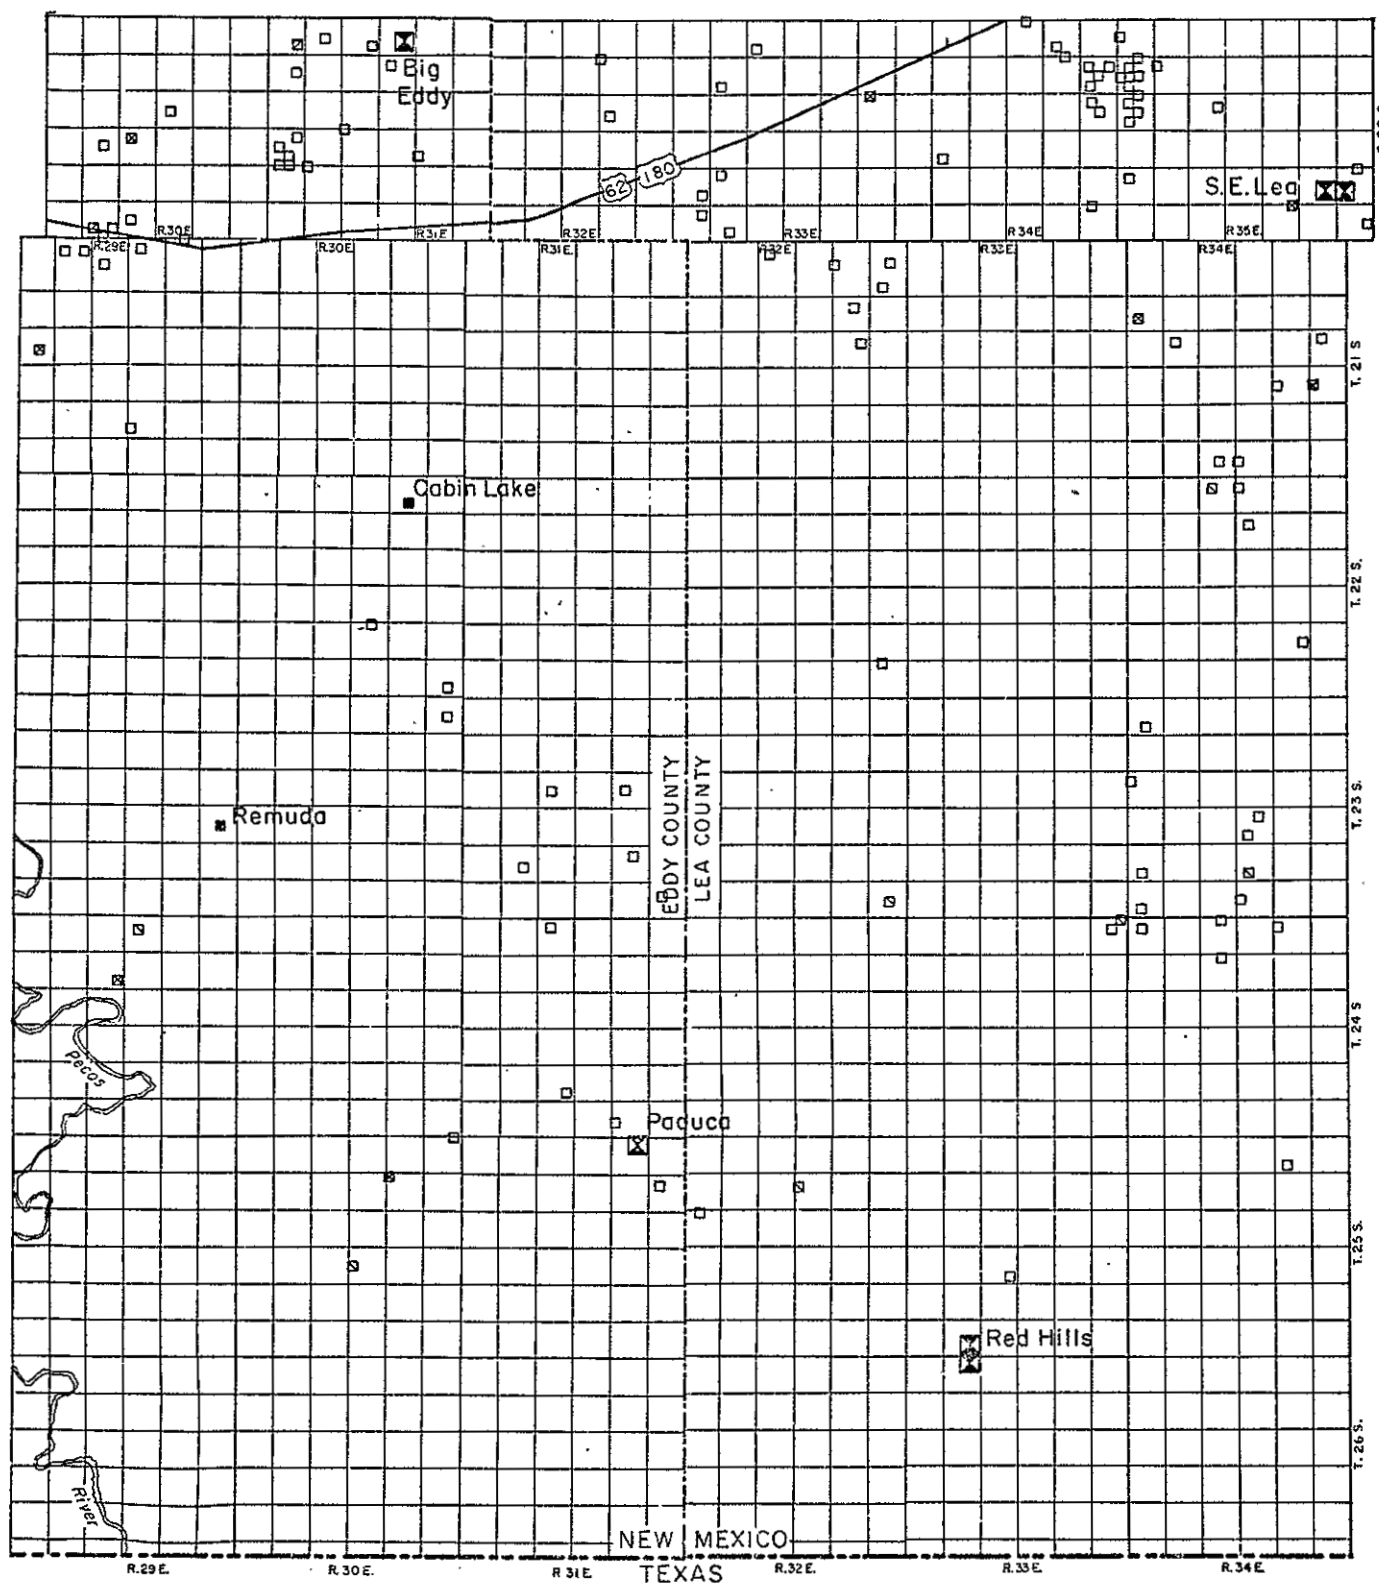 Big
Eddy
62
180
S.E. Lea
R.30E
R.31E
R.32E
R.33E
R.34E
R.35E
R.29E
R.30E
R.31E.
R.32E
R.33E.
R.34E
T. 21 S
Cabin Lake
T. 22 S.
EDDY COUNTY
LEA COUNTY
T. 23 S.
Remuda
T. 24 S
Pecos
Paduca
T. 25 S.
Red Hills
T. 26 S.
River
NEW MEXICO
TEXAS
R.29E.
R.30E.
R.31E.
R.32E.
R.33E.
R.34E.